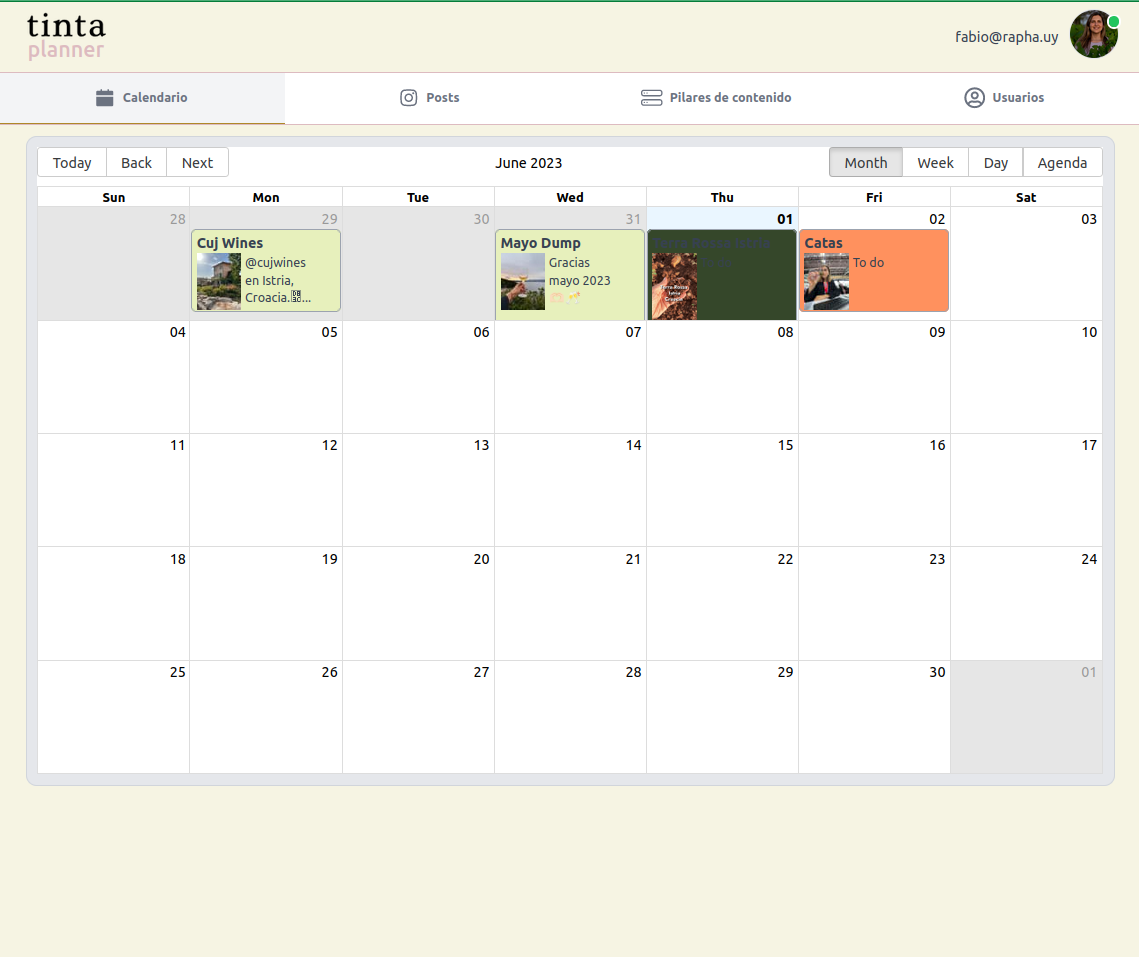 tinta
planner
fabio@rapha.uy
Calendario
Posts
Pilares de contenido
Usuarios
Today Back Next
June 2023
Month Week Day Agenda
Sun Mon Tue Wed Thu Fri Sat
28 29 30 31 01 02 03
Cuj Wines
@cujwines
en Istria,
Croacia.
...
Mayo Dump
Gracias
mayo 2023
Terra Rossa
Croacia
Catas
To do
04 05 06 07 08 09 10
11 12 13 14 15 16 17
18 19 20 21 22 23 24
25 26 27 28 29 30 01